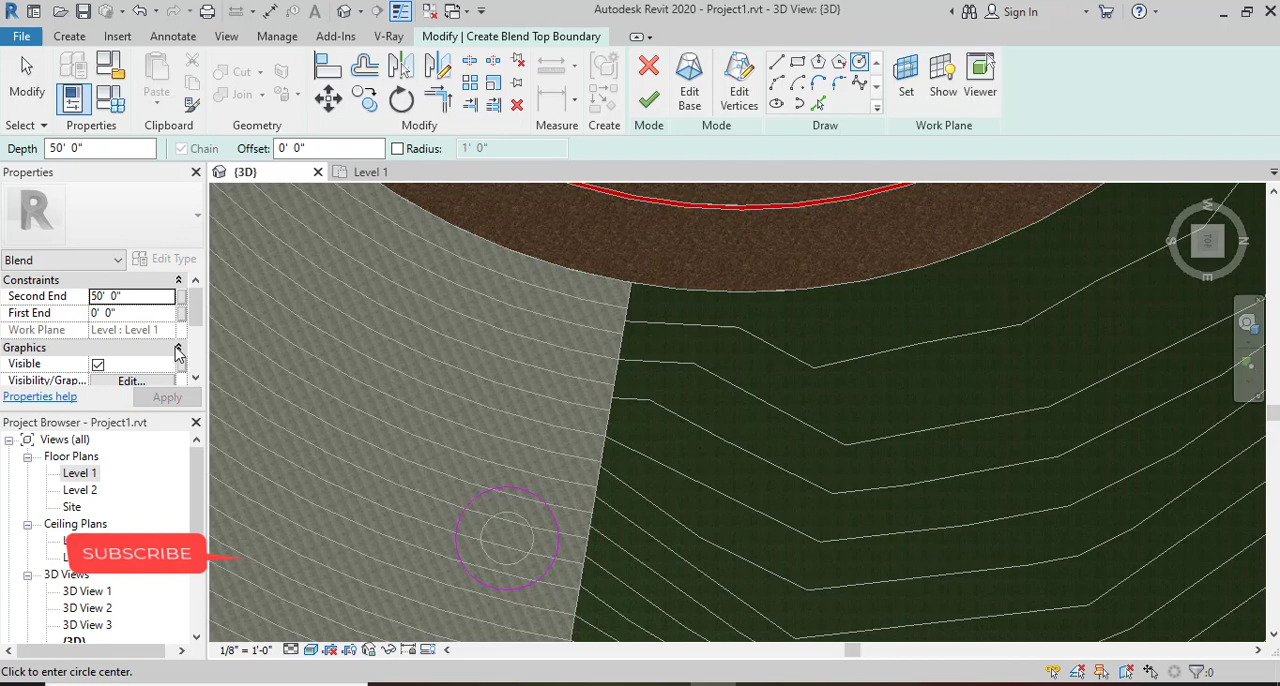 Autodesk Revit 2020 - Project1.rvt - 3D View: {3D}
Sign In
File
Create
Insert
Annotate
View
Manage
Add-Ins
V-Ray
Modify | Create Blend Top Boundary
Modify
Paste
Cut
Join
Edit
Base
Edit
Vertices
Set
Show
Viewer
Select
Properties
Clipboard
Geometry
Modify
Measure
Create
Mode
Mode
Draw
Work Plane
Depth 50' 0"
Chain
Offset: 0' 0"
Radius: 1' 0"
Properties
{3D}
Level 1
Blend
Edit Type
Constraints
Second End 50' 0"
First End 0' 0"
Work Plane Level : Level 1
Graphics
Visible
Visibility/Grap... Edit...
Properties help
Apply
Project Browser - Project1.rvt
Views (all)
Floor Plans
Level 1
Level 2
Site
Ceiling Plans
SUBSCRIBE
3D Views
3D View 1
3D View 2
3D View 3
{3D}
TOP
W
S
N
E
1/8" = 1'-0"
Click to enter circle center.
:0